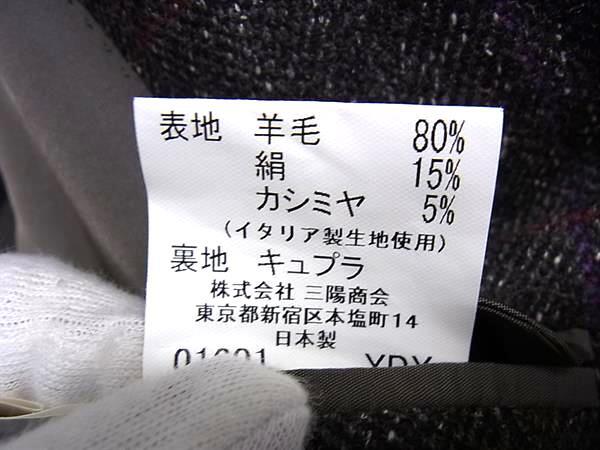 表地 羊毛 80%
絹 15%
カシミヤ 5%
(イタリア製生地使用)
裏地 キュプラ
株式会社 三陽商会
東京都新宿区本塩町14
日本製